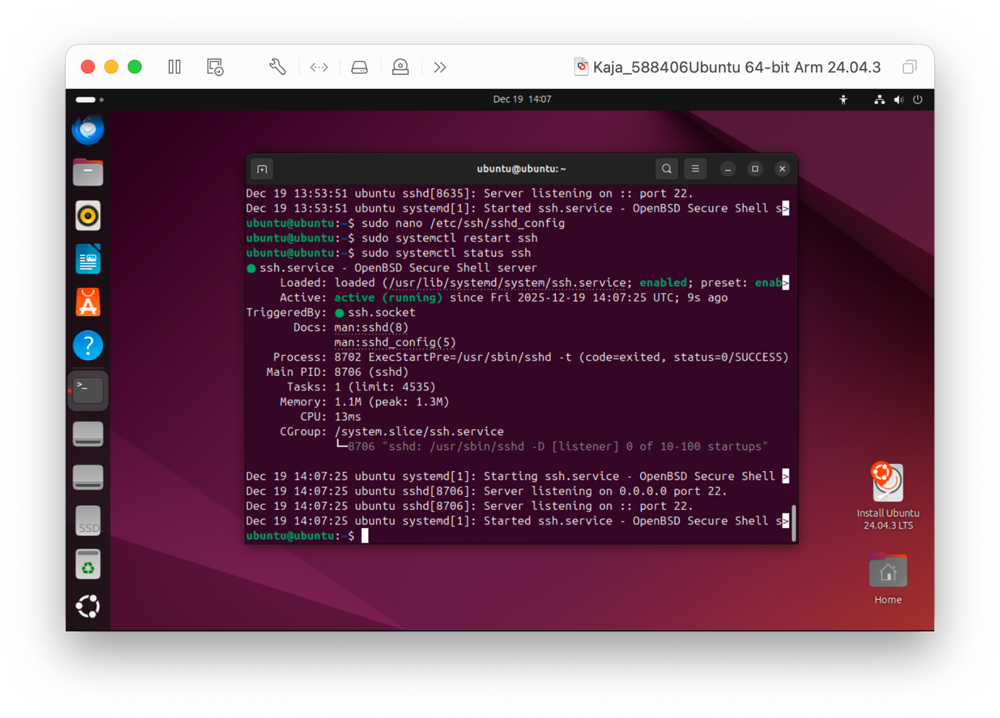 Kaja_588406Ubuntu 64-bit Arm 24.04.3
Dec 19 14:07
ubuntu@ubuntu: ~
Dec 19 13:53:51 ubuntu sshd[8635]: Server listening on :: port 22.
Dec 19 13:53:51 ubuntu systemd[1]: Started ssh.service - OpenBSD Secure Shell s>
ubuntu@ubuntu:~$ sudo nano /etc/ssh/sshd_config
ubuntu@ubuntu:~$ sudo systemctl restart ssh
ubuntu@ubuntu:~$ sudo systemctl status ssh
● ssh.service - OpenBSD Secure Shell server
Loaded: loaded (/usr/lib/systemd/system/ssh.service; enabled; preset: enab>
Active: active (running) since Fri 2025-12-19 14:07:25 UTC; 9s ago
TriggeredBy: ● ssh.socket
Docs: man:sshd(8)
man:sshd_config(5)
Process: 8702 ExecStartPre=/usr/sbin/sshd -t (code=exited, status=0/SUCCESS)
Main PID: 8706 (sshd)
Tasks: 1 (limit: 4535)
Memory: 1.1M (peak: 1.3M)
CPU: 13ms
CGroup: /system.slice/ssh.service
└─8706 "sshd: /usr/sbin/sshd -D [listener] 0 of 10-100 startups"
Dec 19 14:07:25 ubuntu systemd[1]: Starting ssh.service - OpenBSD Secure Shell >
Dec 19 14:07:25 ubuntu sshd[8706]: Server listening on 0.0.0.0 port 22.
Dec 19 14:07:25 ubuntu sshd[8706]: Server listening on :: port 22.
Dec 19 14:07:25 ubuntu systemd[1]: Started ssh.service - OpenBSD Secure Shell s>
ubuntu@ubuntu:~$
SSD
Install Ubuntu
24.04.3 LTS
Home